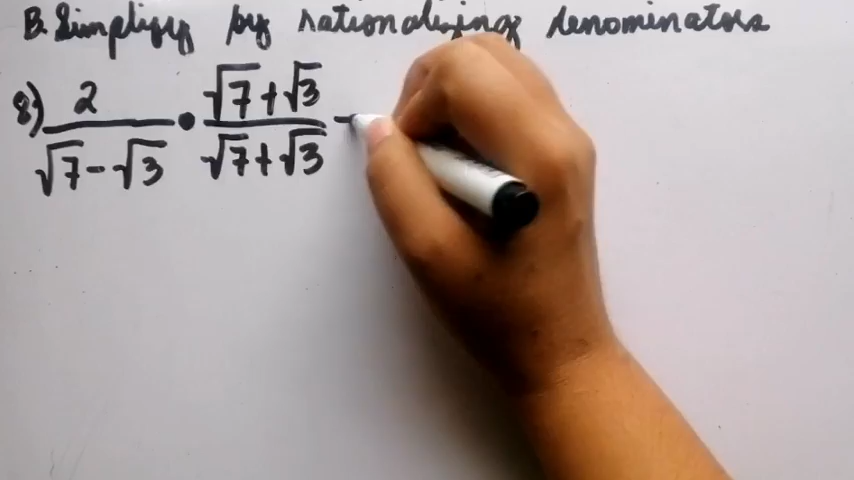 B. Simplify by rationalizing denominators
8) 2/(√7-√3) • (√7+√3)/(√7+√3)